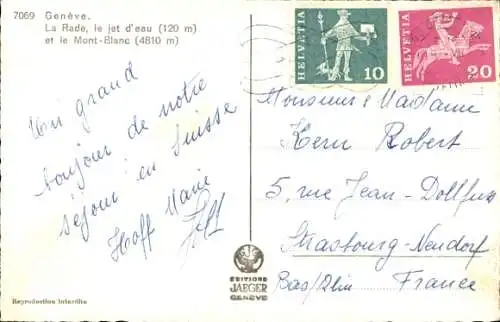 7069 Genève.
La Rade, le jet d'eau (120 m)
et le Mont-Blanc (4810 m)
HELVETIA
10
HELVETIA
20
Un grand
bonjour de notre
séjour en Suisse
Hoff Marie
Monsieur & Madame
Kern Robert
5, rue Jean-Dollfus
Strasbourg-Neudorf
Bas/Rhin France
EDITIONS
JAEGER
GENÈVE
Reproduction interdite